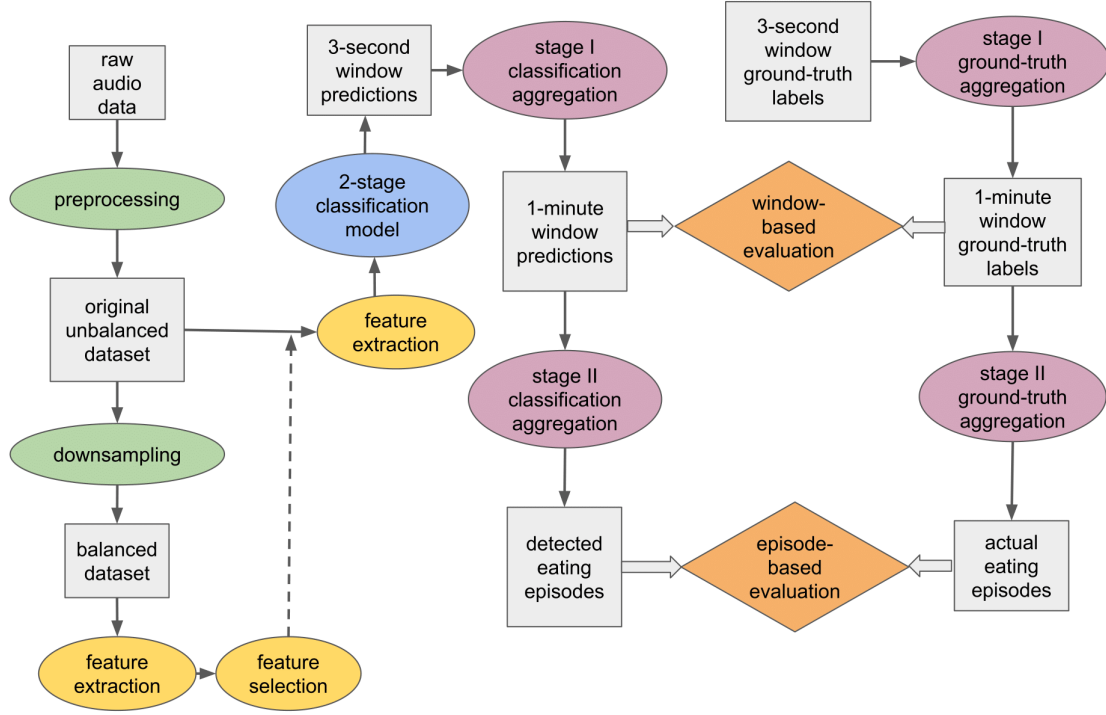 raw
audio
data
preprocessing
original
unbalanced
dataset
downsampling
balanced
dataset
feature
extraction
feature
selection
feature
extraction
2-stage
classification
model
3-second
window
predictions
stage I
classification
aggregation
1-minute
window
predictions
stage II
classification
aggregation
detected
eating
episodes
window-
based
evaluation
episode-
based
evaluation
3-second
window
ground-truth
labels
stage I
ground-truth
aggregation
1-minute
window
ground-truth
labels
stage II
ground-truth
aggregation
actual
eating
episodes